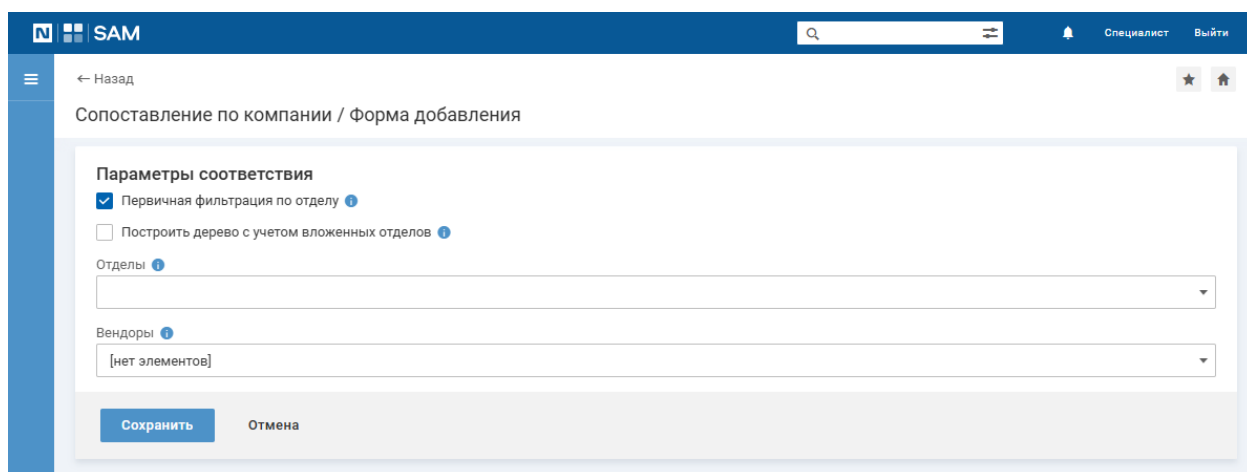 N SAM Специалист Выйти
← Назад
Сопоставление по компании / Форма добавления
Параметры соответствия
Первичная фильтрация по отделу
Построить дерево с учетом вложенных отделов
Отделы
Вендоры
[нет элементов]
Сохранить Отмена